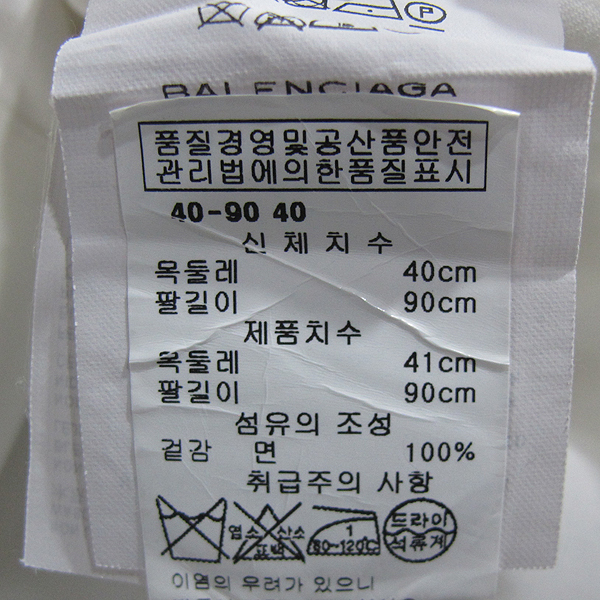 P
BALENCIAGA
품질경영및공산품안전
관리법에의한품질표시
40-90 40
신체치수
목둘레 40cm
팔길이 90cm
제품치수
목둘레 41cm
팔길이 90cm
섬유의 조성
겉감 면 100%
취급주의 사항
염소 산소 1 드라이
표백 80-120℃ 석류계
이염의 우려가 있으니